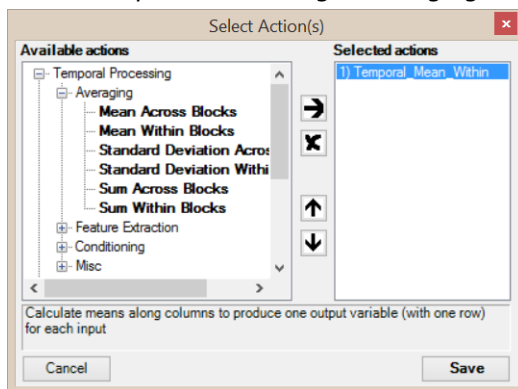 Select Action(s)
Available actions
Selected actions
Temporal Processing
Averaging
Mean Across Blocks
Mean Within Blocks
Standard Deviation Acros
Standard Deviation Withi
Sum Across Blocks
Sum Within Blocks
Feature Extraction
Conditioning
Misc
1) Temporal_Mean_Within
Calculate means along columns to produce one output variable (with one row)
for each input
Cancel
Save